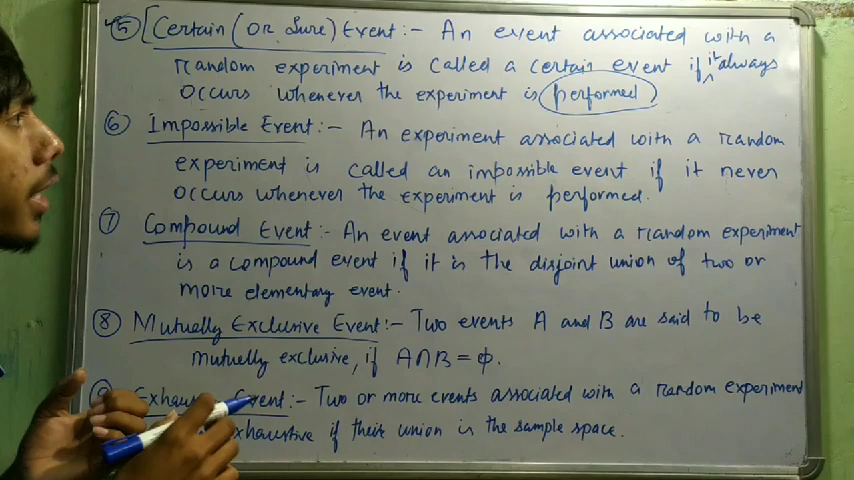 ⑤ [Certain (Or Sure) Event :- An event associated with a
random experiment is called a certain event if it always
occurs whenever the experiment is performed
⑥ Impossible Event :- An experiment associated with a random
experiment is called an impossible event if it never
occurs whenever the experiment is performed.
⑦ Compound Event :- An event associated with a random experiment
is a compound event if it is the disjoint union of two or
more elementary event.
⑧ Mutually Exclusive Event :- Two events A and B are said to be
mutually exclusive, if A∩B = ϕ.
Event :- Two or more events associated with a random experiment
exhaustive if their union is the sample space.